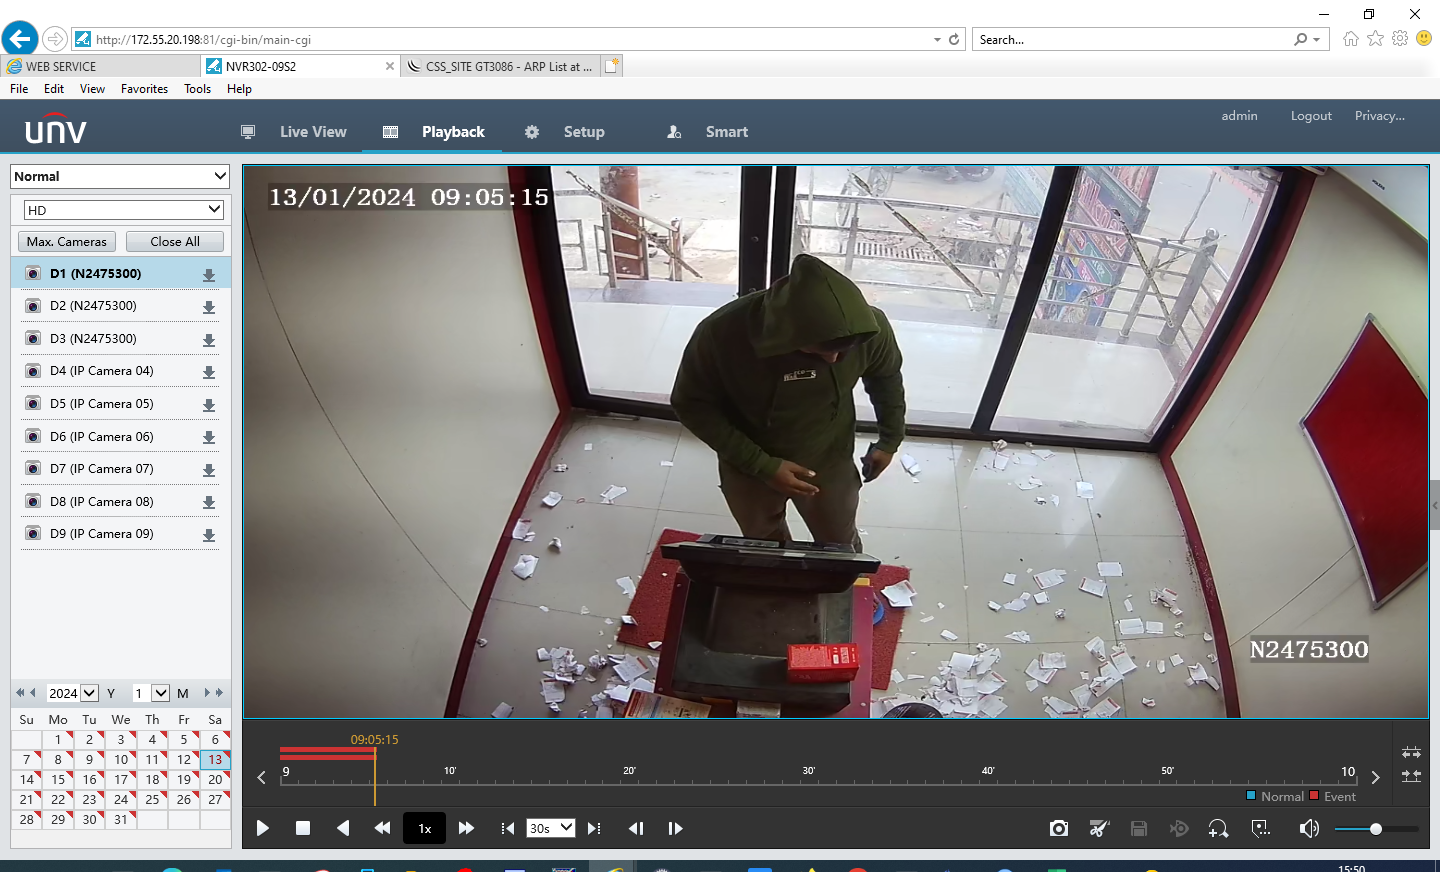 http://172.55.20.198:81/cgi-bin/main-cgi
Search...
WEB SERVICE
NVR302-09S2
CSS_SITE GT3086 - ARP List at ...
File Edit View Favorites Tools Help
unv
Live View
Playback
Setup
Smart
admin
Logout
Privacy...
Normal
HD
Max. Cameras
Close All
D1 (N2475300)
D2 (N2475300)
D3 (N2475300)
D4 (IP Camera 04)
D5 (IP Camera 05)
D6 (IP Camera 06)
D7 (IP Camera 07)
D8 (IP Camera 08)
D9 (IP Camera 09)
2024 Y 1 M
Su Mo Tu We Th Fr Sa
1 2 3 4 5 6
7 8 9 10 11 12 13
14 15 16 17 18 19 20
21 22 23 24 25 26 27
28 29 30 31
13/01/2024 09:05:15
N2475300
09:05:15
9 10' 20' 30' 40' 50' 10
Normal Event
1x
30s
15:50